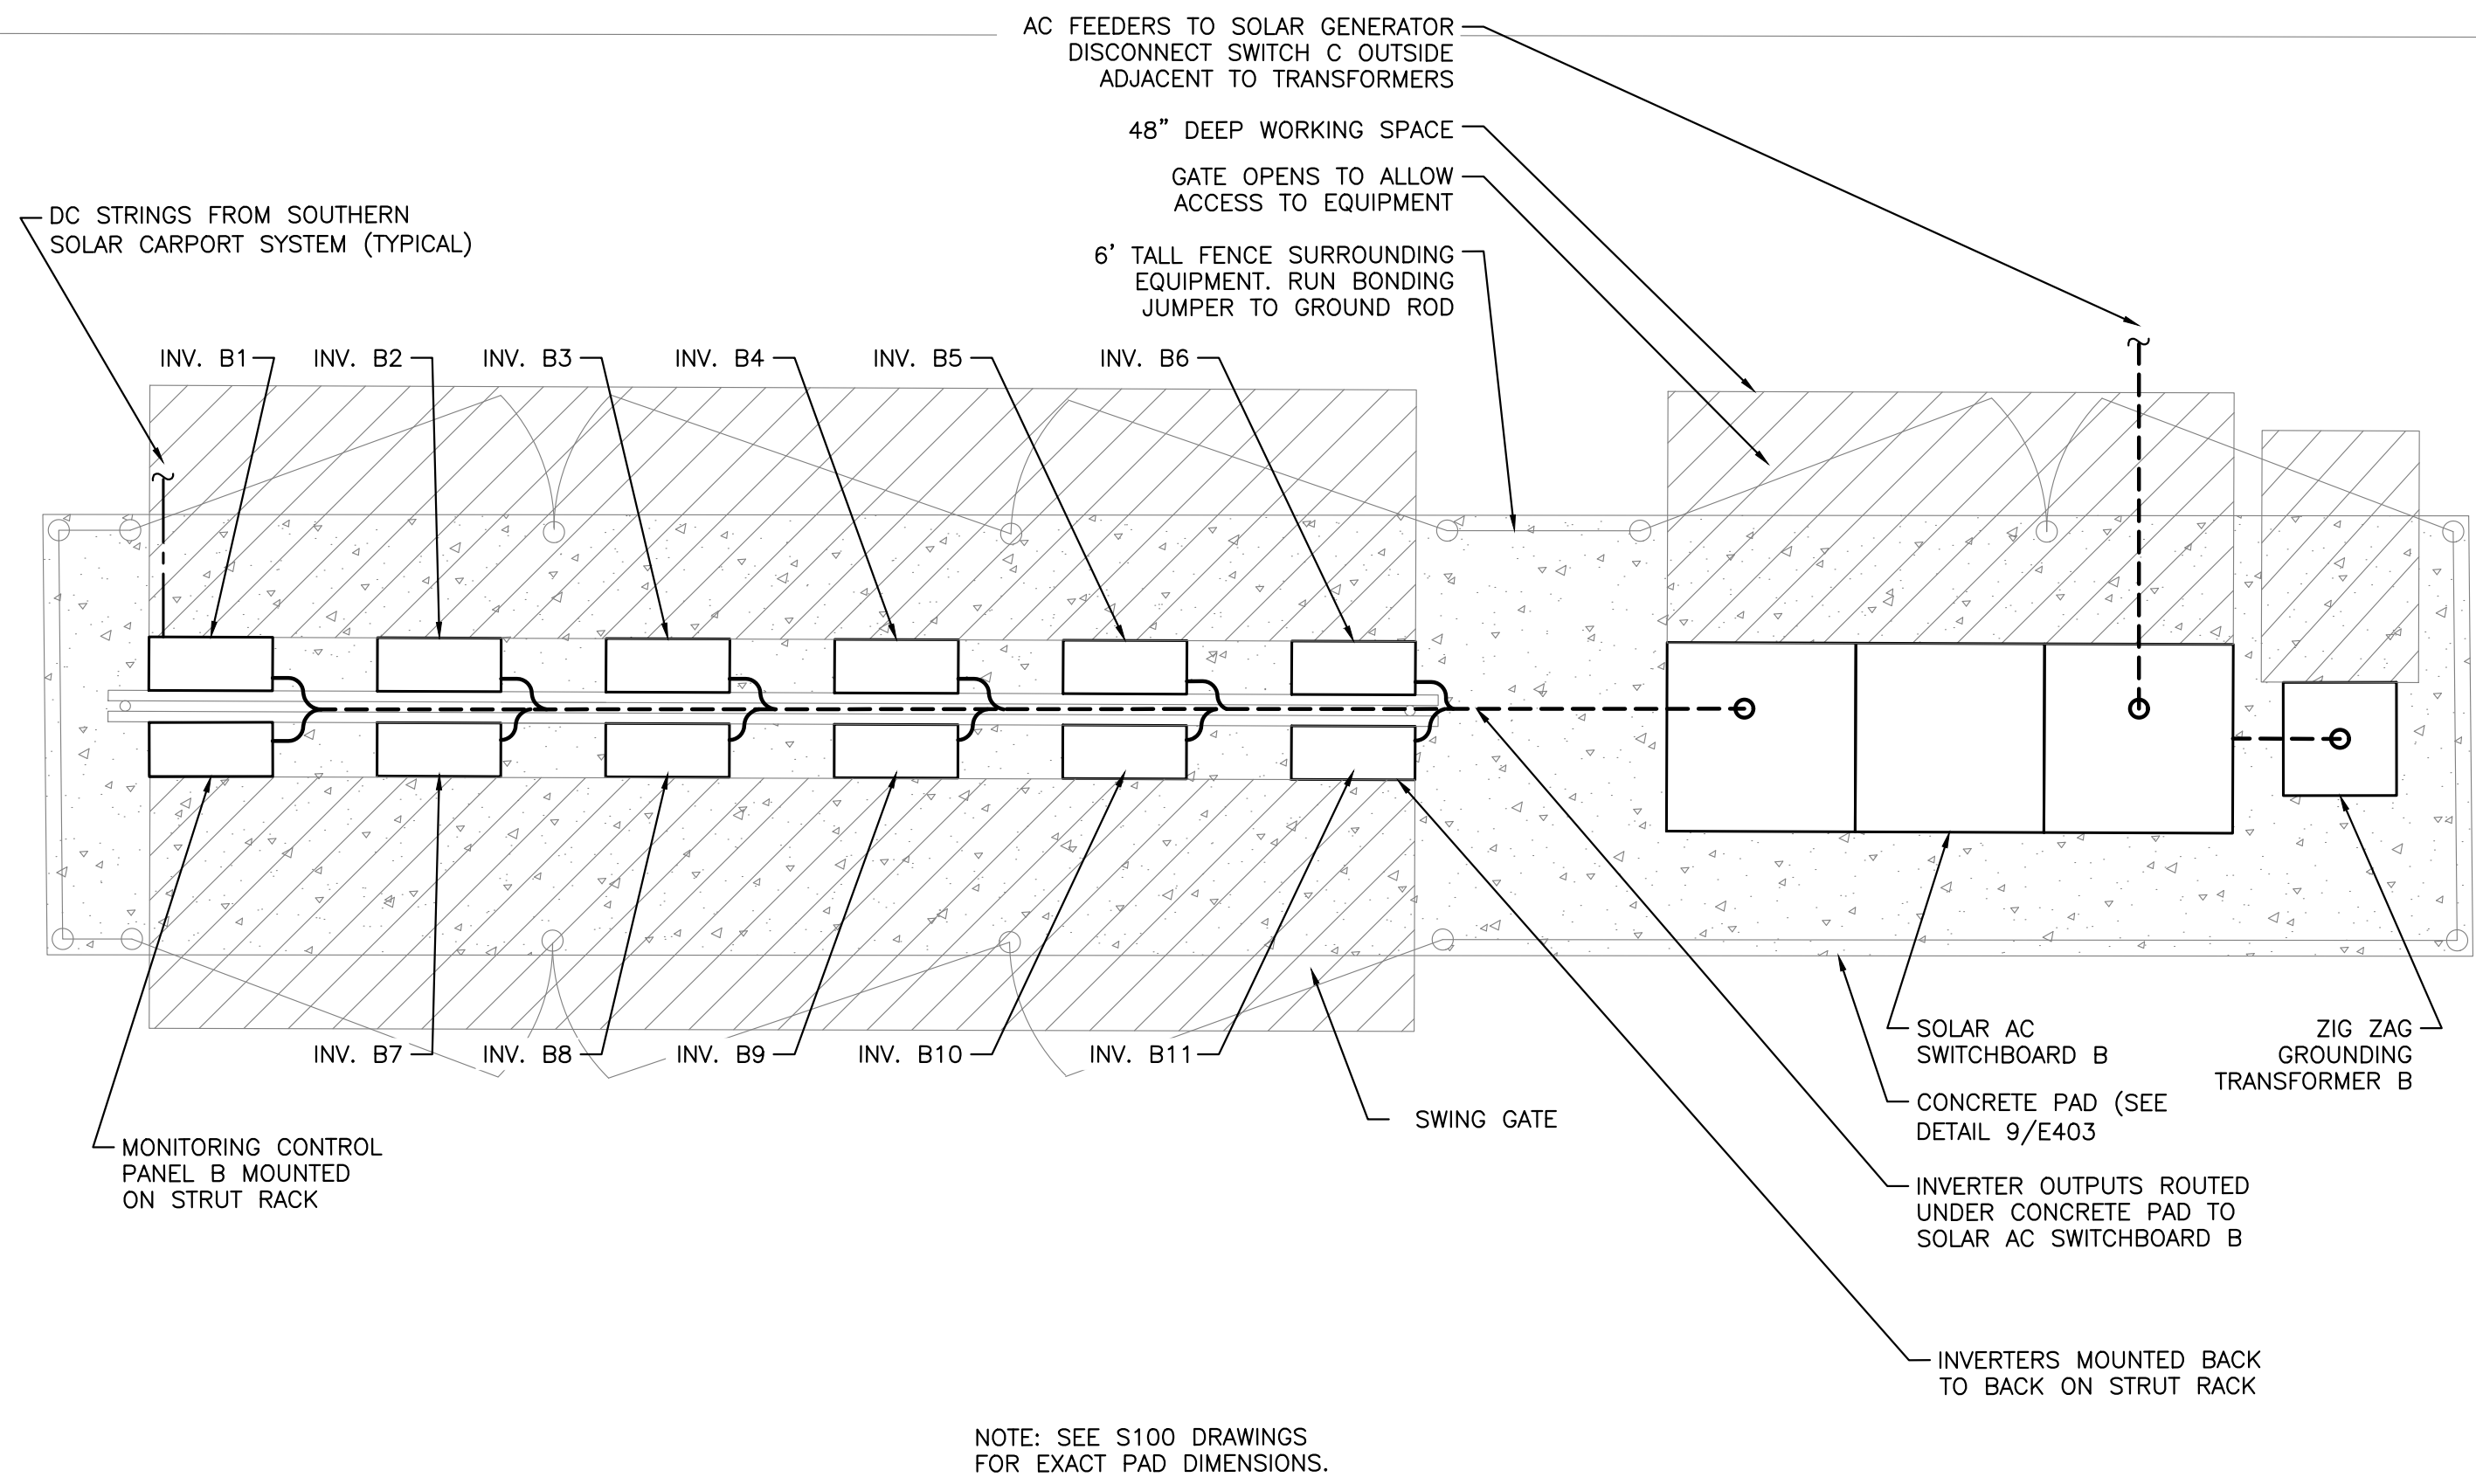 AC FEEDERS TO SOLAR GENERATOR
DISCONNECT SWITCH C OUTSIDE
ADJACENT TO TRANSFORMERS
48” DEEP WORKING SPACE
GATE OPENS TO ALLOW
ACCESS TO EQUIPMENT
6’ TALL FENCE SURROUNDING
EQUIPMENT. RUN BONDING
JUMPER TO GROUND ROD
DC STRINGS FROM SOUTHERN
SOLAR CARPORT SYSTEM (TYPICAL)
INV. B1
INV. B2
INV. B3
INV. B4
INV. B5
INV. B6
INV. B7
INV. B8
INV. B9
INV. B10
INV. B11
MONITORING CONTROL
PANEL B MOUNTED
ON STRUT RACK
SWING GATE
SOLAR AC
SWITCHBOARD B
ZIG ZAG
GROUNDING
TRANSFORMER B
CONCRETE PAD (SEE
DETAIL 9/E403
INVERTER OUTPUTS ROUTED
UNDER CONCRETE PAD TO
SOLAR AC SWITCHBOARD B
INVERTERS MOUNTED BACK
TO BACK ON STRUT RACK
NOTE: SEE S100 DRAWINGS
FOR EXACT PAD DIMENSIONS.